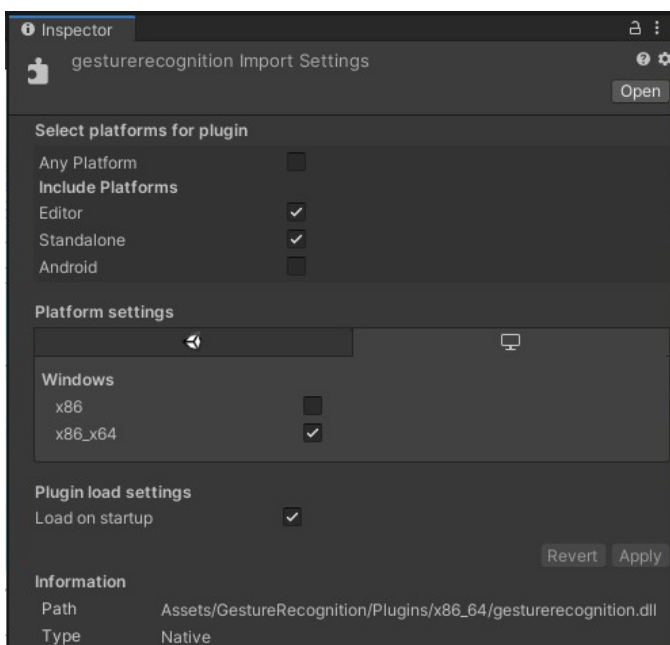 Inspector
gesturerecognition Import Settings
Open
Select platforms for plugin
Any Platform
Include Platforms
Editor
Standalone
Android
Platform settings
Windows
x86
x86_x64
Plugin load settings
Load on startup
Revert Apply
Information
Path Assets/GestureRecognition/Plugins/x86_64/gesturerecognition.dll
Type Native